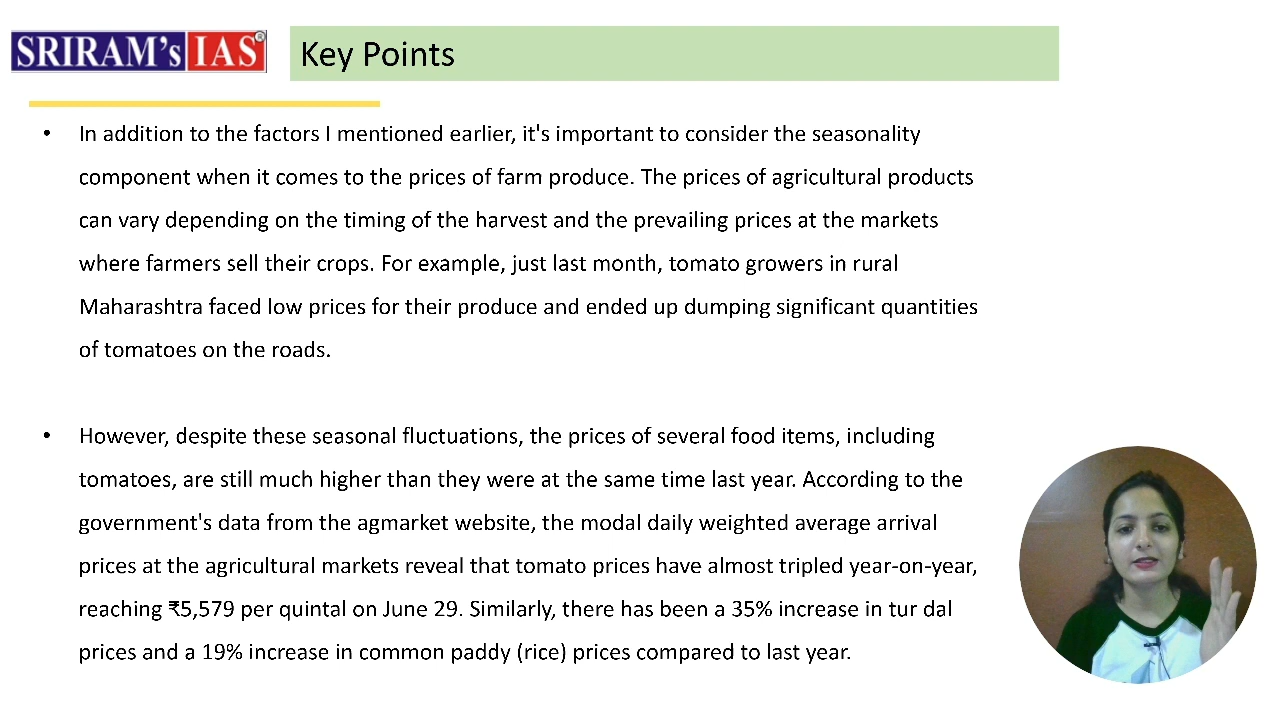 SRIRAM's IAS®
Key Points
• In addition to the factors I mentioned earlier, it's important to consider the seasonality
component when it comes to the prices of farm produce. The prices of agricultural products
can vary depending on the timing of the harvest and the prevailing prices at the markets
where farmers sell their crops. For example, just last month, tomato growers in rural
Maharashtra faced low prices for their produce and ended up dumping significant quantities
of tomatoes on the roads.
• However, despite these seasonal fluctuations, the prices of several food items, including
tomatoes, are still much higher than they were at the same time last year. According to the
government's data from the agmarket website, the modal daily weighted average arrival
prices at the agricultural markets reveal that tomato prices have almost tripled year-on-year,
reaching ₹5,579 per quintal on June 29. Similarly, there has been a 35% increase in tur dal
prices and a 19% increase in common paddy (rice) prices compared to last year.